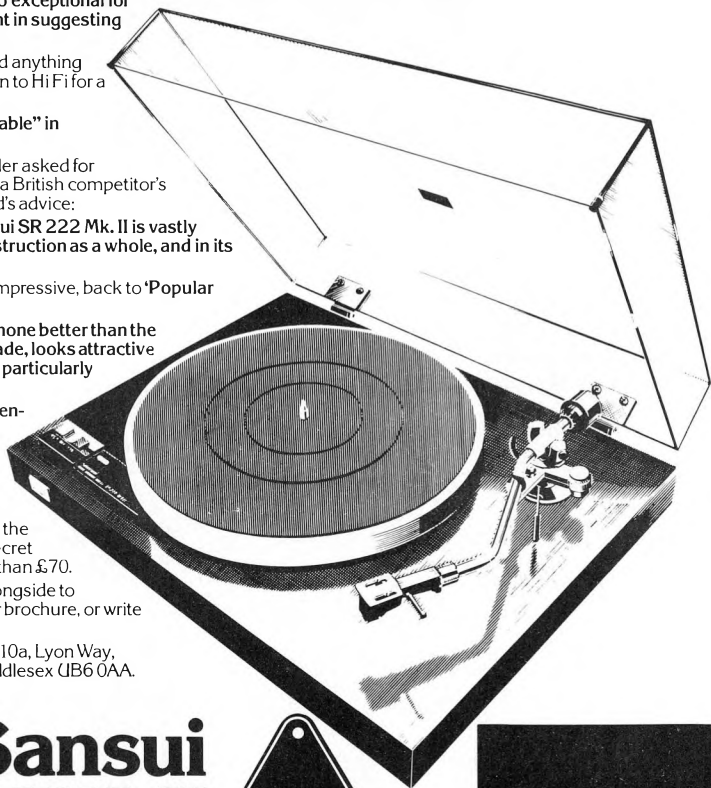 exceptional for
nt in suggesting
d anything
n to Hi Fi for a
able" in
ler asked for
a British competitor's
d's advice:
ui SR 222 Mk. II is vastly
struction as a whole, and in its
mpressive, back to 'Popular
none better than the
ade, looks attractive
particularly
en-
the
cret
than £70.
ongside to
brochure, or write
10a, Lyon Way,
ddlesex UB6 0AA.
Sansui